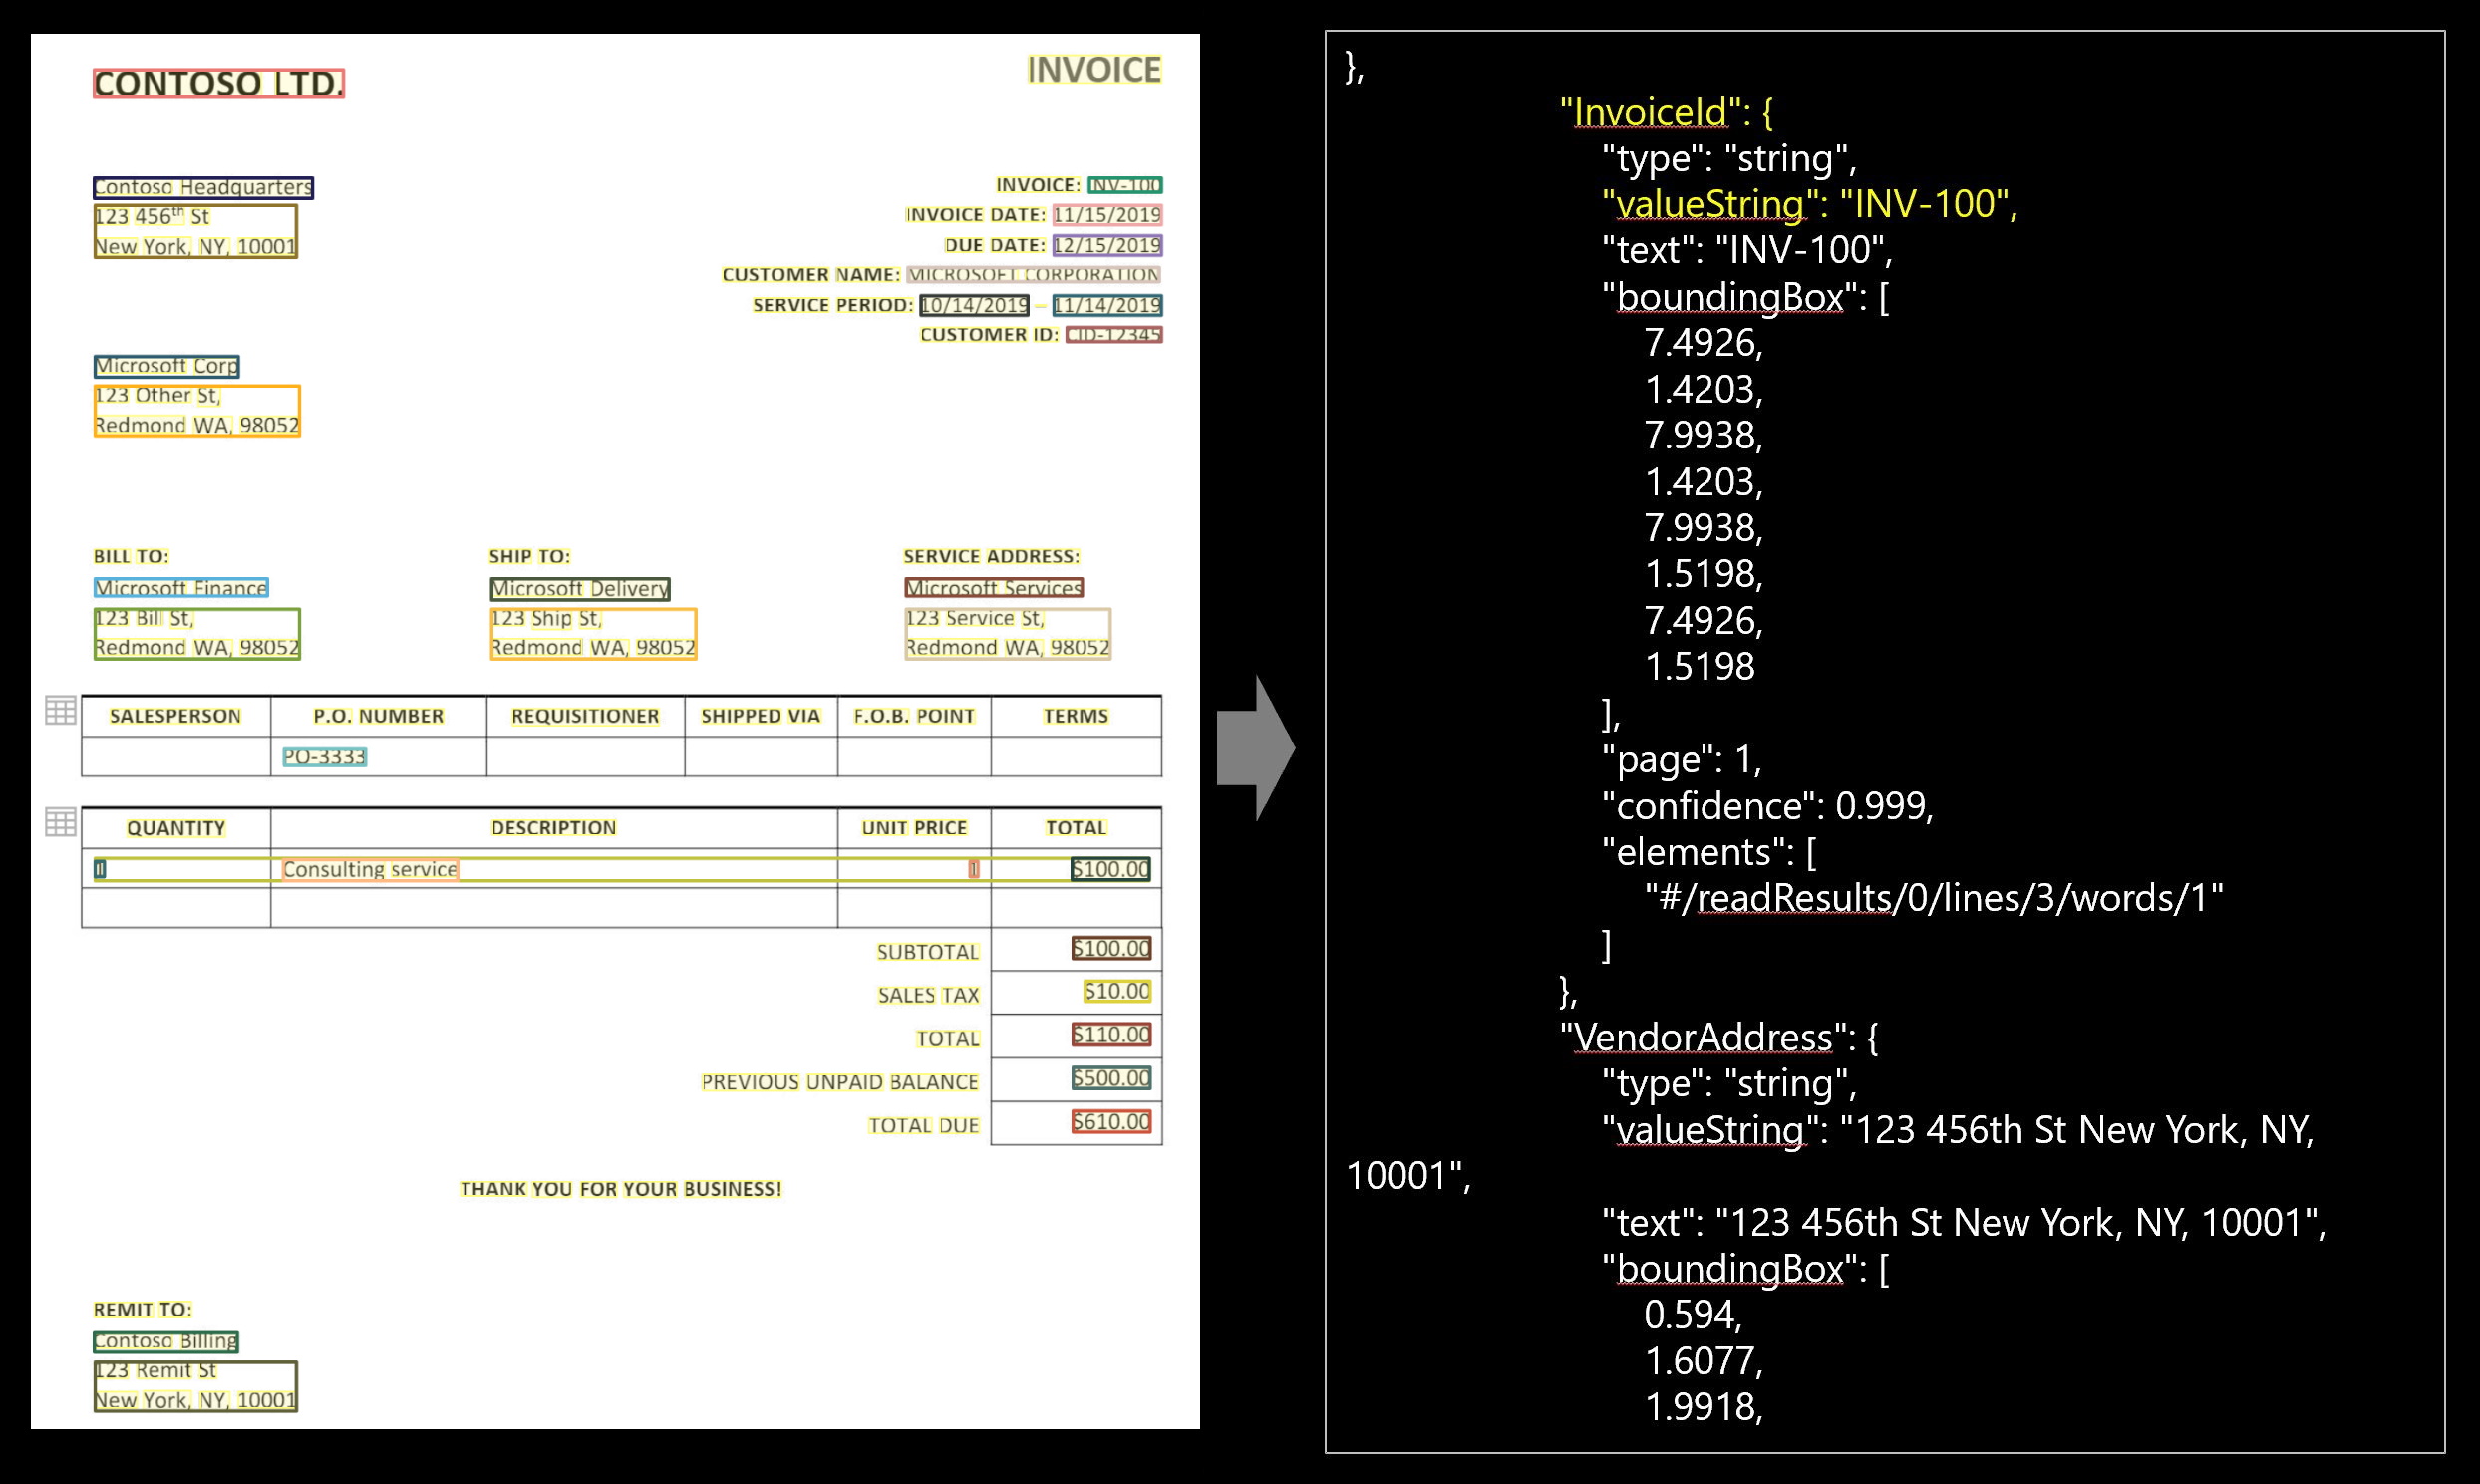 CONTOSO LTD.
INVOICE
Contoso Headquarters
123 456th St
New York, NY, 10001
INVOICE: INV-100
INVOICE DATE: 11/15/2019
DUE DATE: 12/15/2019
CUSTOMER NAME: MICROSOFT CORPORATION
SERVICE PERIOD: 10/14/2019 – 11/14/2019
CUSTOMER ID: CID-12345
Microsoft Corp
123 Other St,
Redmond WA, 98052
BILL TO:
Microsoft Finance
123 Bill St,
Redmond WA, 98052
SHIP TO:
Microsoft Delivery
123 Ship St,
Redmond WA, 98052
SERVICE ADDRESS:
Microsoft Services
123 Service St,
Redmond WA, 98052
SALESPERSON P.O. NUMBER REQUISITIONER SHIPPED VIA F.O.B. POINT TERMS
PO-3333
QUANTITY DESCRIPTION UNIT PRICE TOTAL
1 Consulting service 1 $100.00
SUBTOTAL $100.00
SALES TAX $10.00
TOTAL $110.00
PREVIOUS UNPAID BALANCE $500.00
TOTAL DUE $610.00
THANK YOU FOR YOUR BUSINESS!
REMIT TO:
Contoso Billing
123 Remit St
New York, NY, 10001
},
"InvoiceId": {
"type": "string",
"valueString": "INV-100",
"text": "INV-100",
"boundingBox": [
7.4926,
1.4203,
7.9938,
1.4203,
7.9938,
1.5198,
7.4926,
1.5198
],
"page": 1,
"confidence": 0.999,
"elements": [
"#/readResults/0/lines/3/words/1"
]
},
"VendorAddress": {
"type": "string",
"valueString": "123 456th St New York, NY,
10001",
"text": "123 456th St New York, NY, 10001",
"boundingBox": [
0.594,
1.6077,
1.9918,